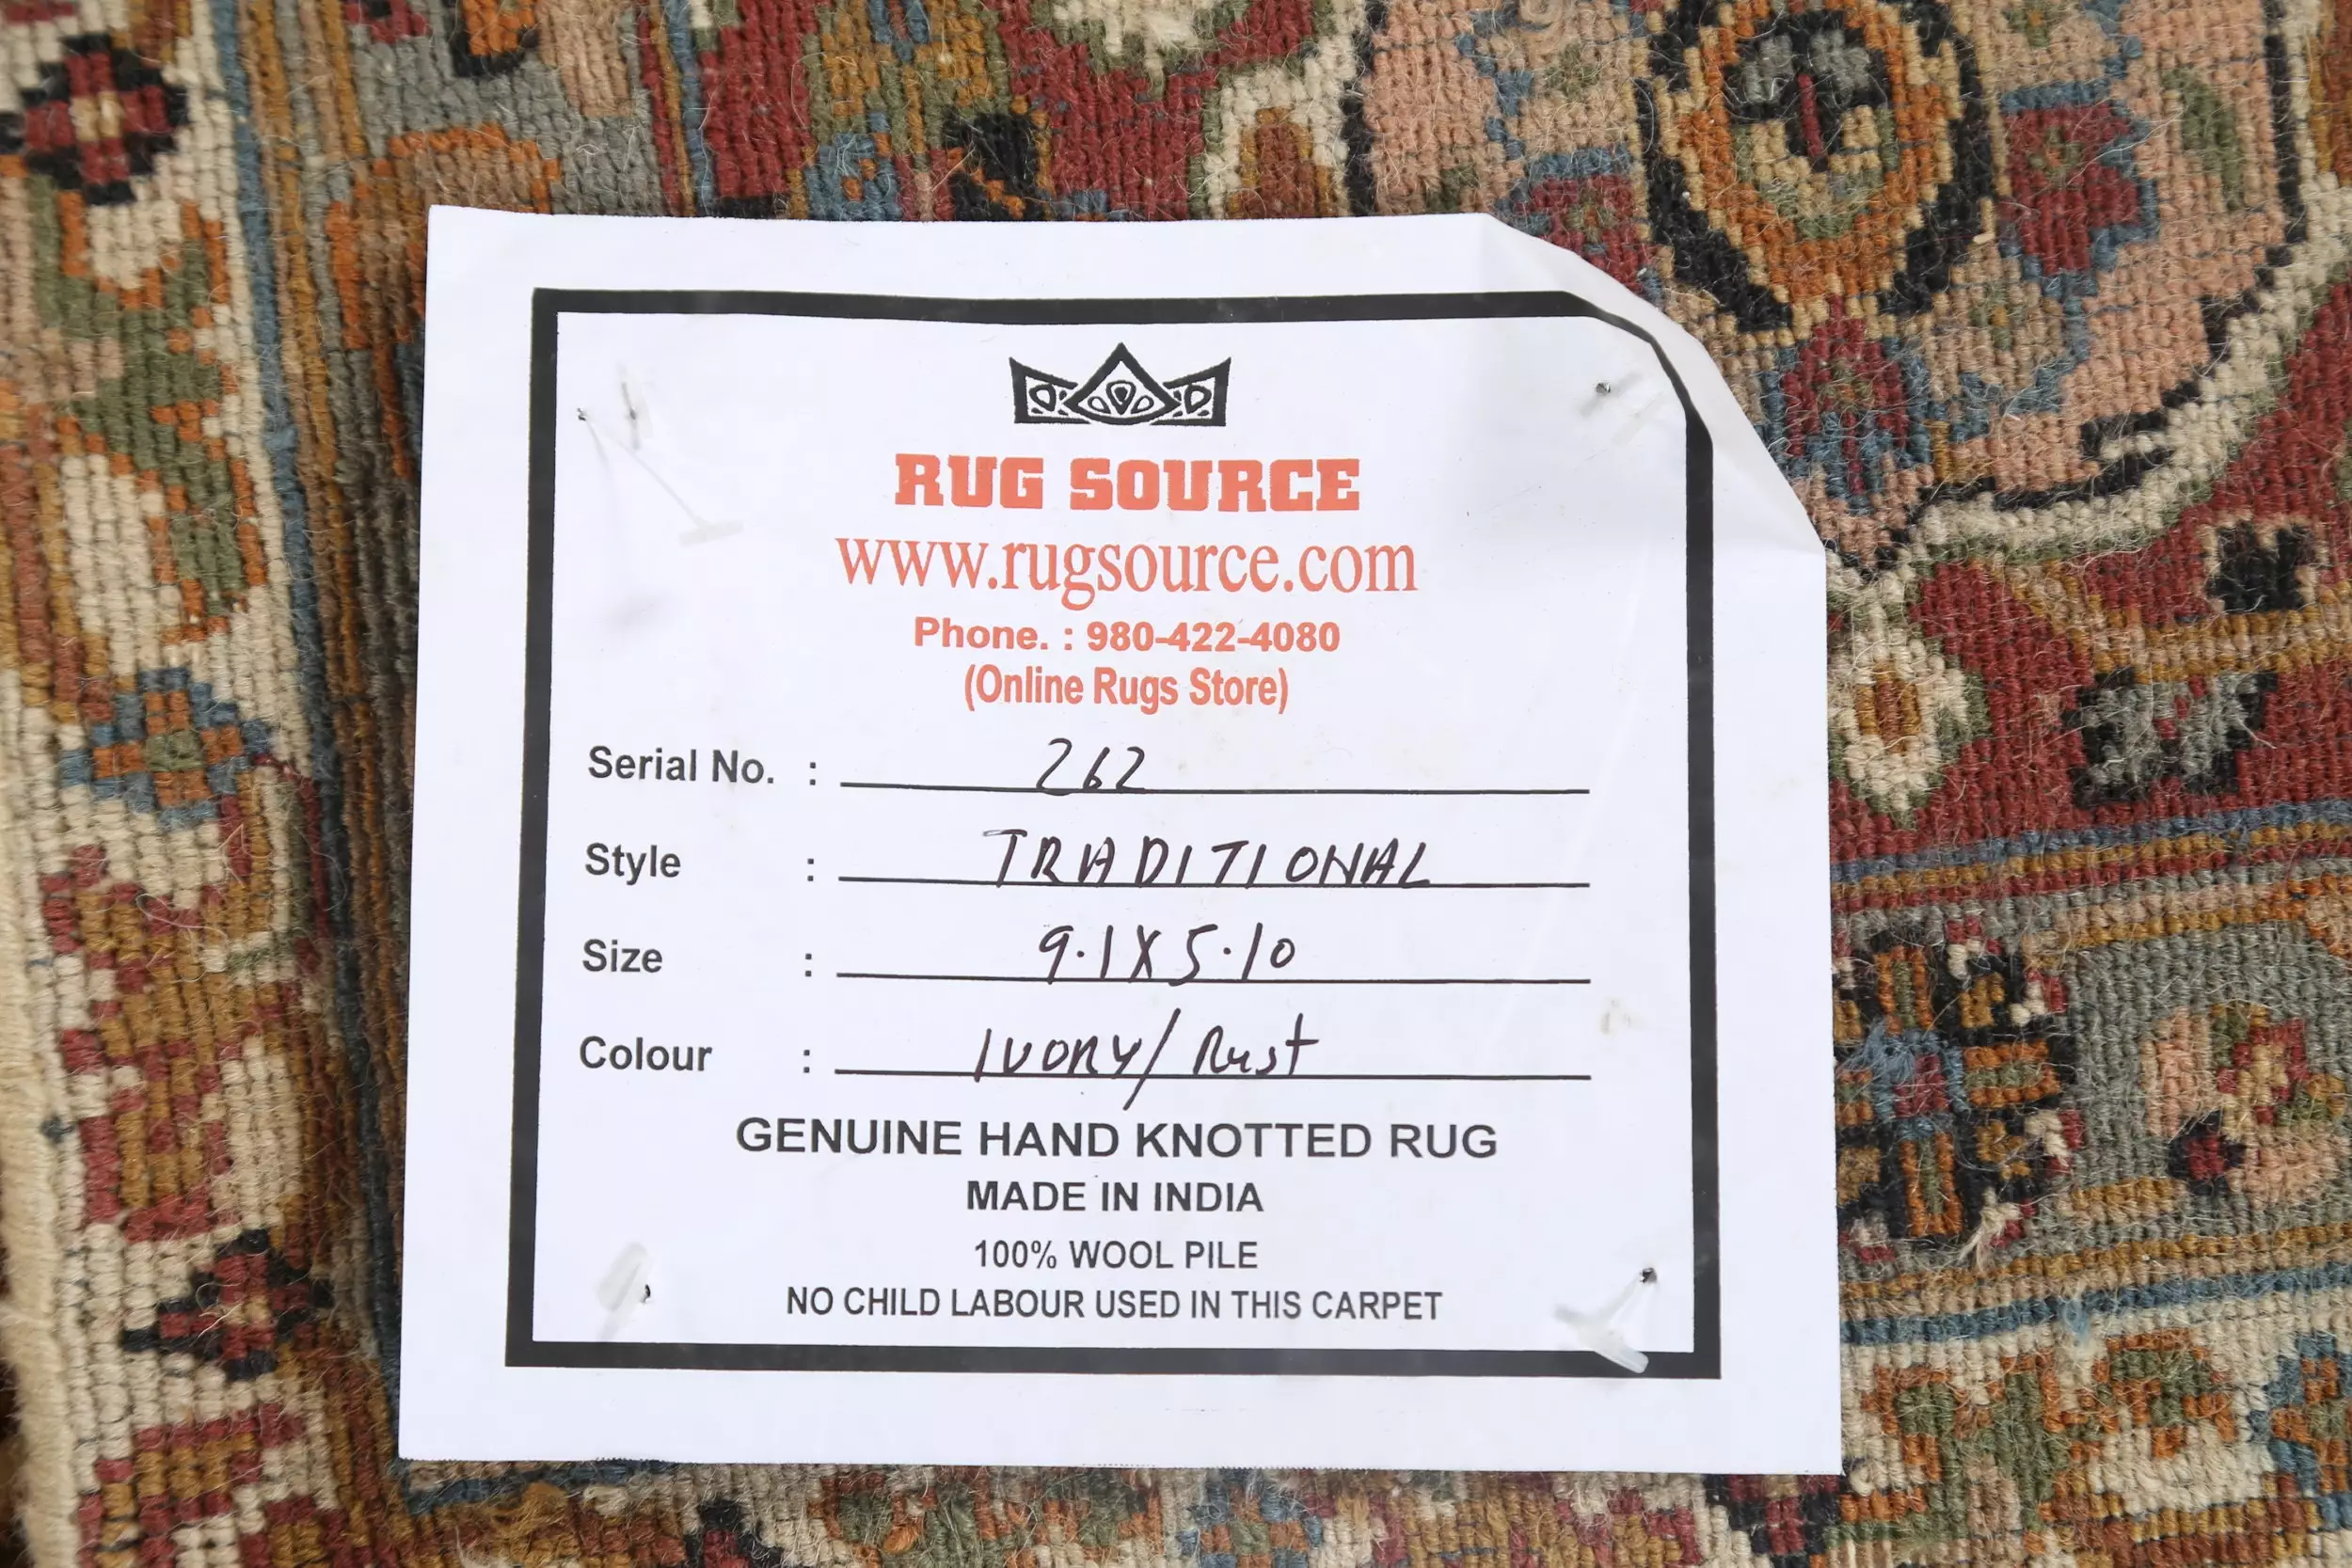 RUG SOURCE
www.rugsource.com
Phone. : 980-422-4080
(Online Rugs Store)
Serial No. : 262
Style : TRADITIONAL
Size : 9.1X5.10
Colour : IVORY/Rust
GENUINE HAND KNOTTED RUG
MADE IN INDIA
100% WOOL PILE
NO CHILD LABOUR USED IN THIS CARPET